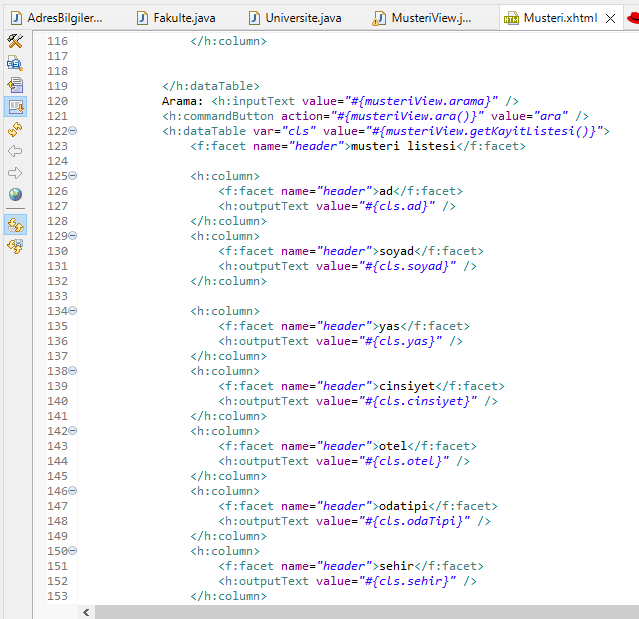 AdresBilgiler... Fakulte.java Universite.java MusteriView.j... Musteri.xhtml
116 </h:column>
117
118
119 </h:dataTable>
120 Arama: <h:inputText value="#{musteriView.arama}" />
121 <h:commandButton action="#{musteriView.ara()}" value="ara" />
122 <h:dataTable var="cls" value="#{musteriView.getKayitListesi()}">
123 <f:facet name="header">musteri listesi</f:facet>
124
125 <h:column>
126 <f:facet name="header">ad</f:facet>
127 <h:outputText value="#{cls.ad}" />
128 </h:column>
129 <h:column>
130 <f:facet name="header">soyad</f:facet>
131 <h:outputText value="#{cls.soyad}" />
132 </h:column>
133
134 <h:column>
135 <f:facet name="header">yas</f:facet>
136 <h:outputText value="#{cls.yas}" />
137 </h:column>
138 <h:column>
139 <f:facet name="header">cinsiyet</f:facet>
140 <h:outputText value="#{cls.cinsiyet}" />
141 </h:column>
142 <h:column>
143 <f:facet name="header">otel</f:facet>
144 <h:outputText value="#{cls.otel}" />
145 </h:column>
146 <h:column>
147 <f:facet name="header">odatipi</f:facet>
148 <h:outputText value="#{cls.odaTipi}" />
149 </h:column>
150 <h:column>
151 <f:facet name="header">sehir</f:facet>
152 <h:outputText value="#{cls.sehir}" />
153 </h:column>